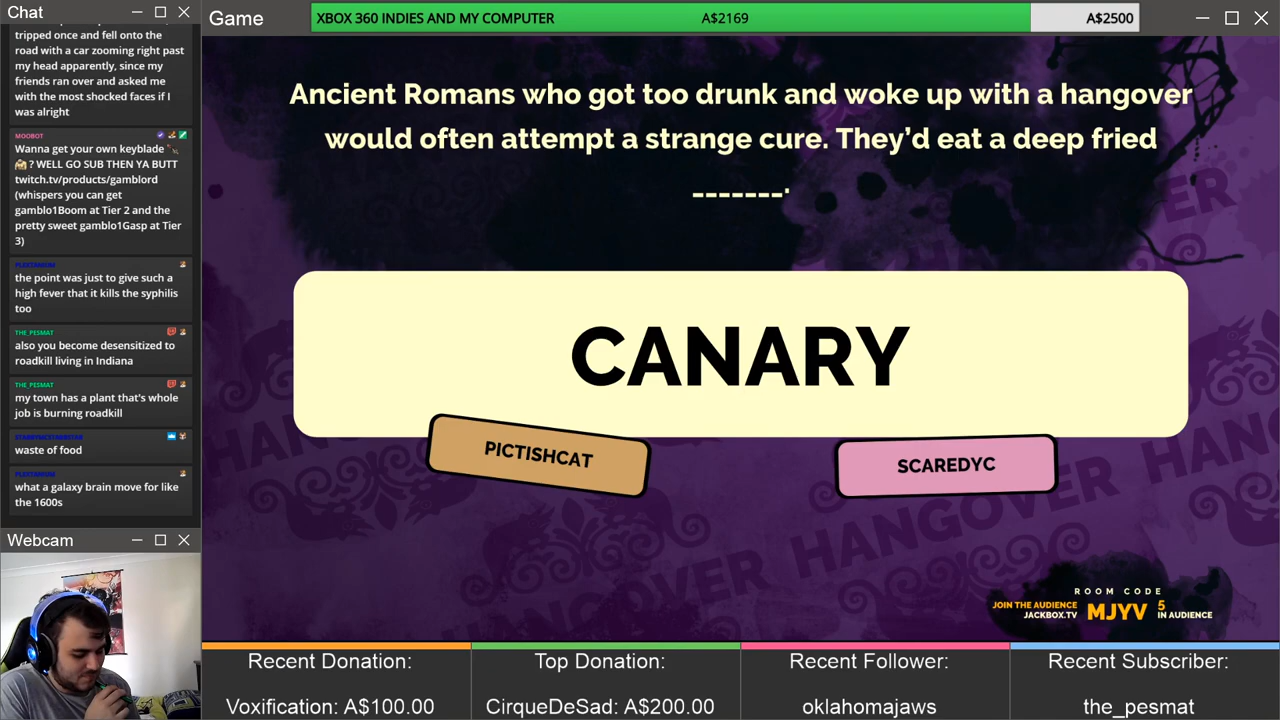 Chat
Game
XBOX 360 INDIES AND MY COMPUTER
A$2169
A$2500
tripped once and fell onto the
road with a car zooming right past
my head apparently, since my
friends ran over and asked me
with the most shocked faces if I
was alright
MOOBOT
Wanna get your own keyblade
? WELL GO SUB THEN YA BUTT
twitch.tv/products/gamblord
(whispers you can get
gamblo1Boom at Tier 2 and the
pretty sweet gamblo1Gasp at Tier
3)
the point was just to give such a
high fever that it kills the syphilis
too
THE_PESMAT
also you become desensitized to
roadkill living in Indiana
THE_PESMAT
my town has a plant that's whole
job is burning roadkill
waste of food
what a galaxy brain move for like
the 1600s
Webcam
Ancient Romans who got too drunk and woke up with a hangover
would often attempt a strange cure. They’d eat a deep fried
_______.
CANARY
PICTISHCAT
SCAREDYC
HANGOVER HANGOVER
ROOM CODE
JOIN THE AUDIENCE
JACKBOX.TV
MJYV
5
IN AUDIENCE
Recent Donation:
Voxification: A$100.00
Top Donation:
CirqueDeSad: A$200.00
Recent Follower:
oklahomajaws
Recent Subscriber:
the_pesmat